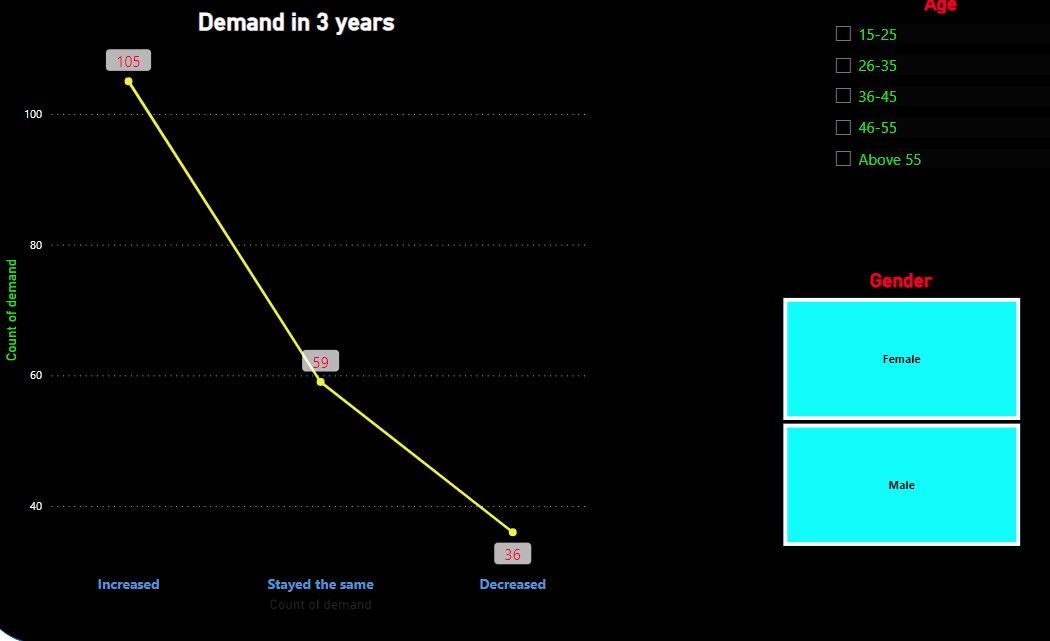 Demand in 3 years
105
100
80
60
40
Count of demand
59
36
Increased
Stayed the same
Decreased
Count of demand
Age
15-25
26-35
36-45
46-55
Above 55
Gender
Female
Male